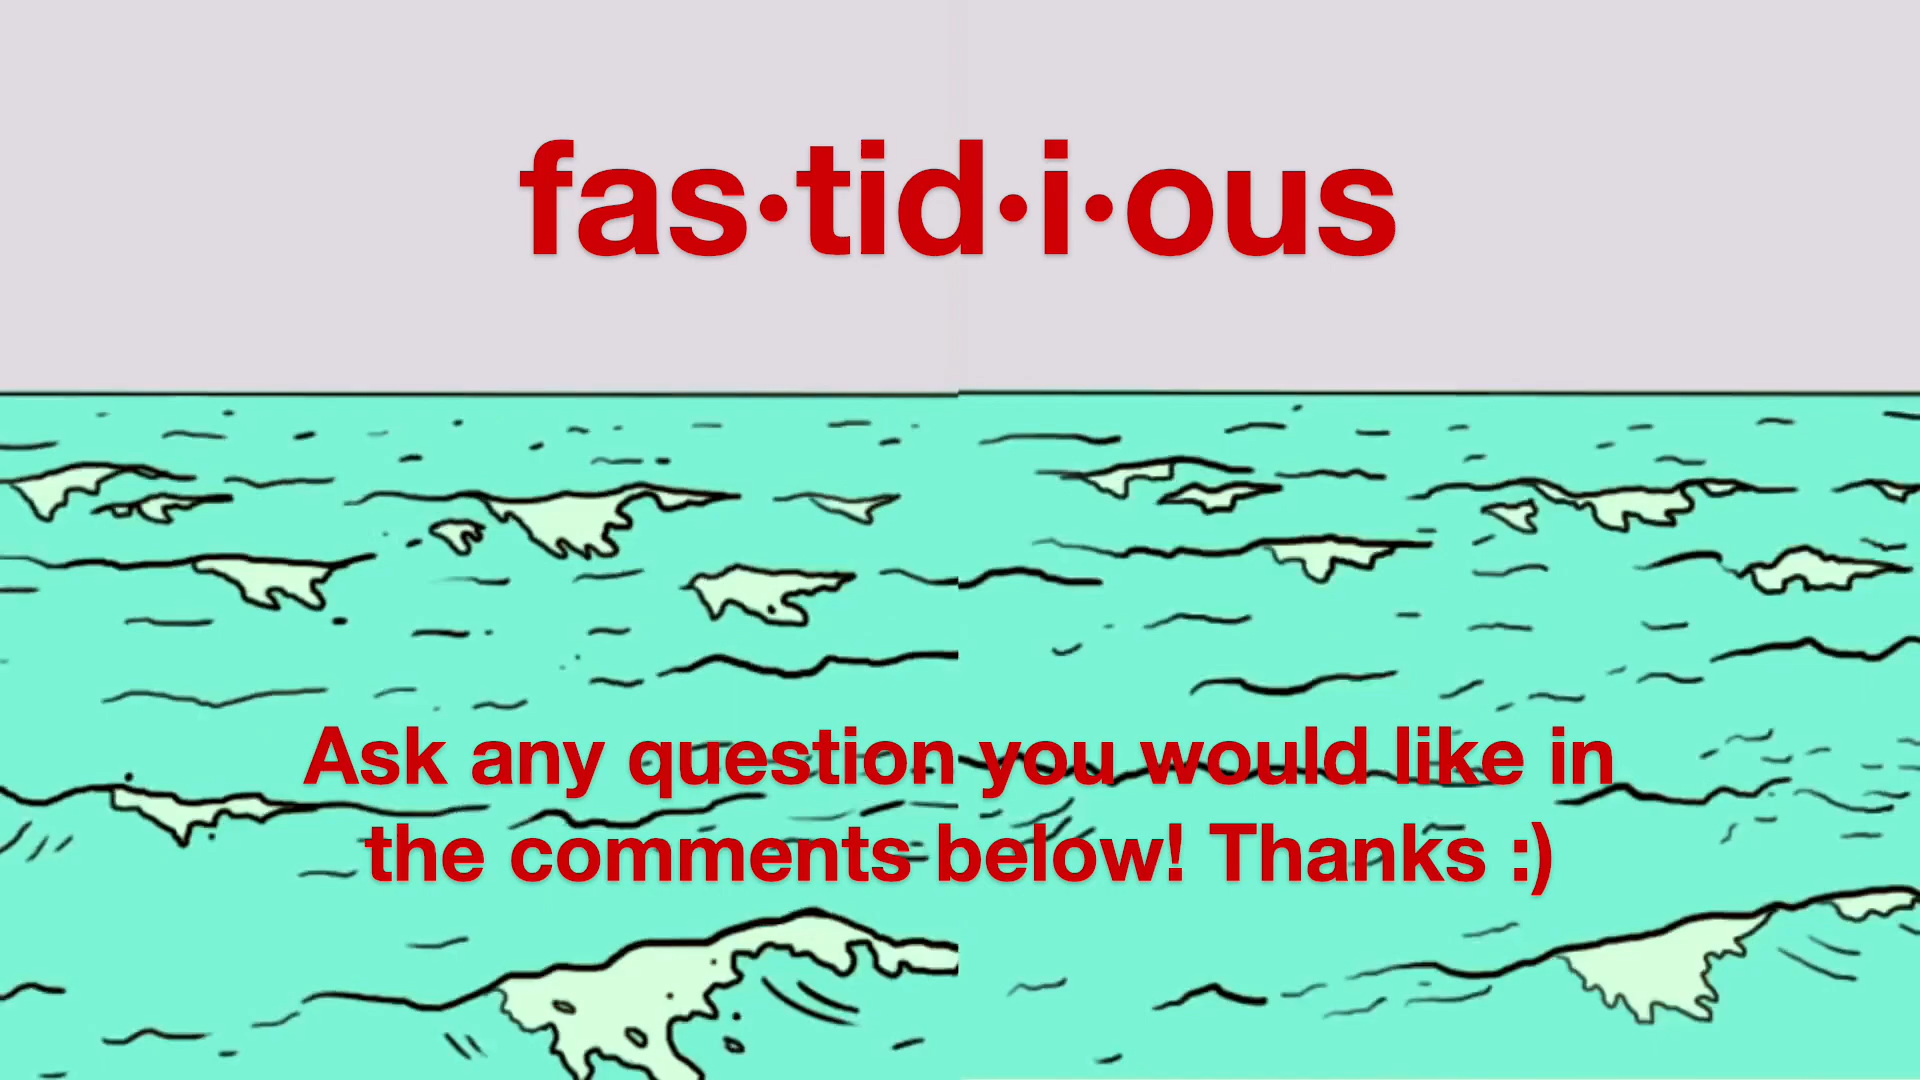 fas·tid·i·ous
Ask any question you would like in
the comments below! Thanks :)